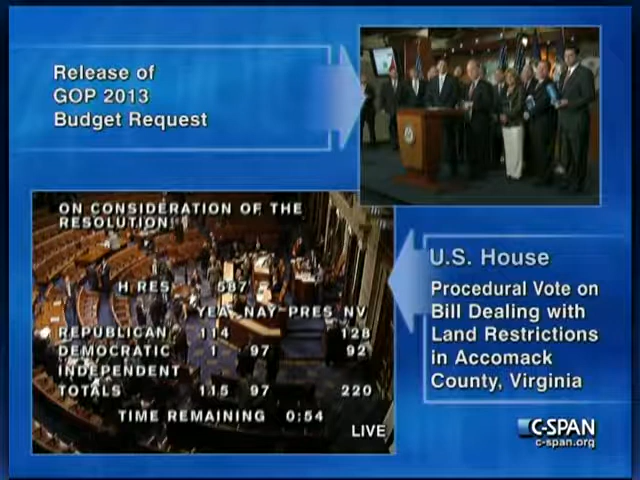 Release of
GOP 2013
Budget Request
ON CONSIDERATION OF THE
RESOLUTION
H RES 587
YEA NAY PRES NV
REPUBLICAN 114 128
DEMOCRATIC 1 97 92
INDEPENDENT
TOTALS 115 97 220
TIME REMAINING 0:54
LIVE
U.S. House
Procedural Vote on
Bill Dealing with
Land Restrictions
in Accomack
County, Virginia
C-SPAN
c-span.org